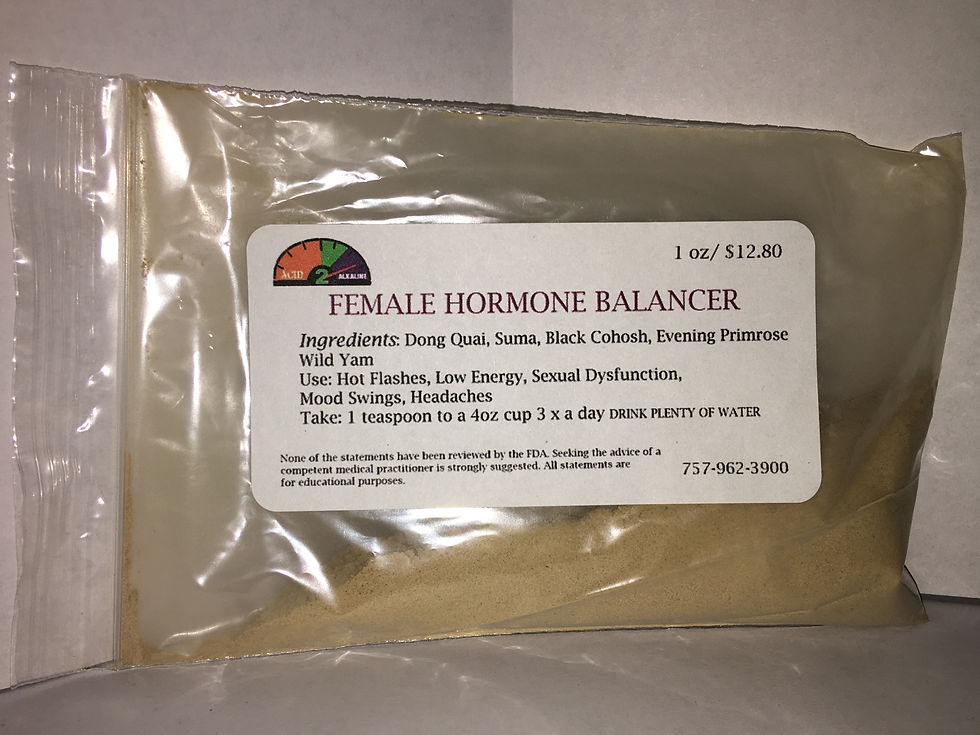 1 oz/ $12.80
ACID 2 ALKALINE
FEMALE HORMONE BALANCER
Ingredients: Dong Quai, Suma, Black Cohosh, Evening Primrose
Wild Yam
Use: Hot Flashes, Low Energy, Sexual Dysfunction,
Mood Swings, Headaches
Take: 1 teaspoon to a 4oz cup 3 x a day DRINK PLENTY OF WATER
None of the statements have been reviewed by the FDA. Seeking the advice of a
competent medical practitioner is strongly suggested. All statements are
for educational purposes.
757-962-3900